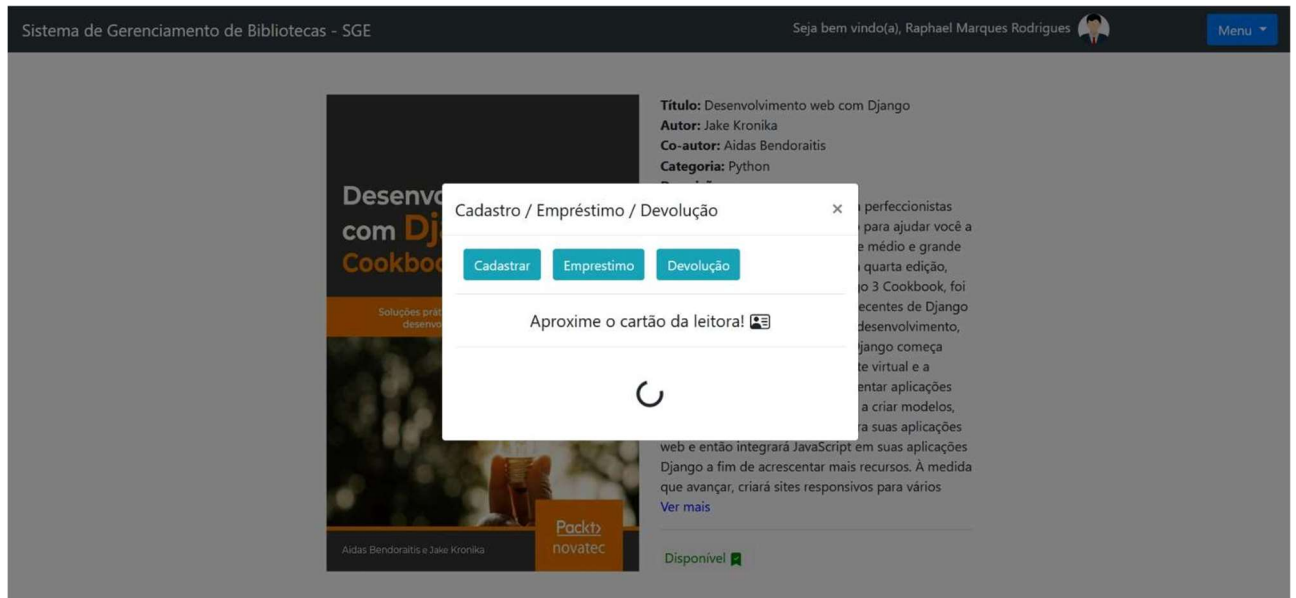 Sistema de Gerenciamento de Bibliotecas - SGE
Seja bem vindo(a), Raphael Marques Rodrigues
Menu
Desenvo
com Dj
Cookboo
Soluções prát
desenvo
Aidas Bendoraitis e Jake Kronika
Packt>
novatec
Título: Desenvolvimento web com Django
Autor: Jake Kronika
Co-autor: Aidas Bendoraitis
Categoria: Python
perfeccionistas
para ajudar você a
e médio e grande
quarta edição,
go 3 Cookbook, foi
ecentes de Django
desenvolvimento,
jango começa
te virtual e a
entar aplicações
a criar modelos,
ra suas aplicações
web e então integrará JavaScript em suas aplicações
Django a fim de acrescentar mais recursos. À medida
que avançar, criará sites responsivos para vários
Ver mais
Disponível
Cadastro / Empréstimo / Devolução
×
Cadastrar Emprestimo Devolução
Aproxime o cartão da leitora!